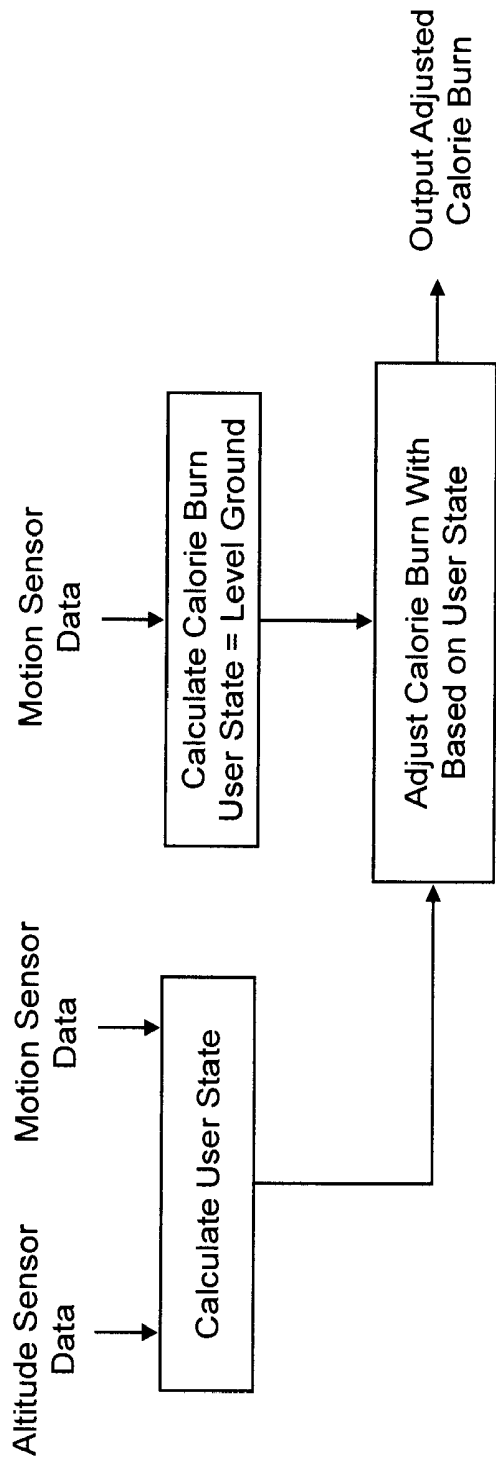 Altitude Sensor
Data
Motion Sensor
Data
Motion Sensor
Data
Calculate User State
Calculate Calorie Burn
User State = Level Ground
Adjust Calorie Burn With
Based on User State
Output Adjusted
Calorie Burn